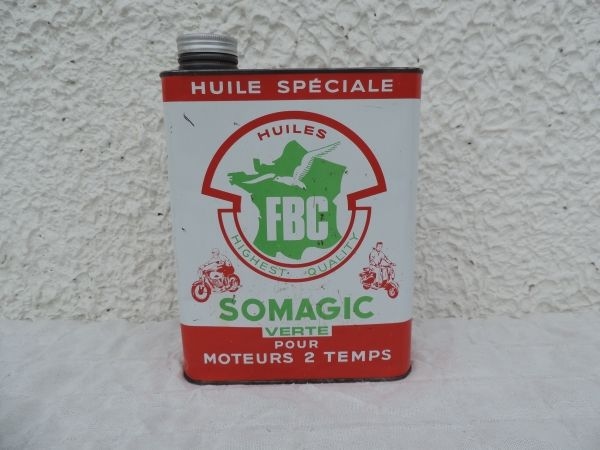 HUILE SPÉCIALE
HUILES
FBC
HIGHEST QUALITY
SOMAGIC
VERTE
POUR
MOTEURS 2 TEMPS